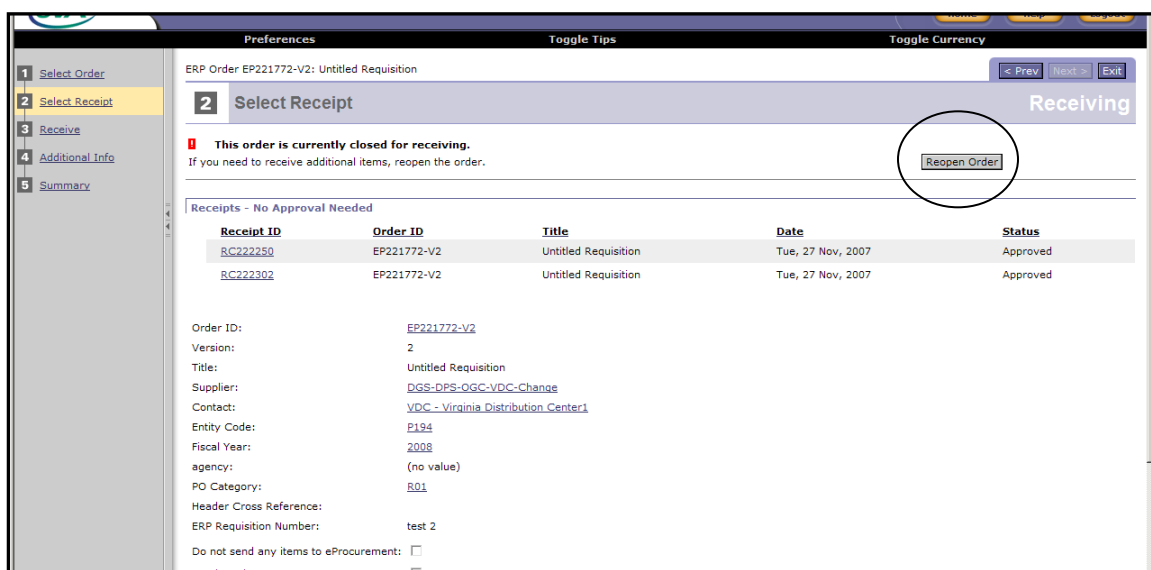 Home Help Logout
Preferences Toggle Tips Toggle Currency
1 Select Order
2 Select Receipt
3 Receive
4 Additional Info
5 Summary
ERP Order EP221772-V2: Untitled Requisition
< Prev Next > Exit
2 Select Receipt Receiving
! This order is currently closed for receiving.
If you need to receive additional items, reopen the order. Reopen Order
Receipts - No Approval Needed
Receipt ID Order ID Title Date Status
RC222250 EP221772-V2 Untitled Requisition Tue, 27 Nov, 2007 Approved
RC222302 EP221772-V2 Untitled Requisition Tue, 27 Nov, 2007 Approved
Order ID: EP221772-V2
Version: 2
Title: Untitled Requisition
Supplier: DGS-DPS-OGC-VDC-Change
Contact: VDC - Virginia Distribution Center1
Entity Code: P194
Fiscal Year: 2008
agency: (no value)
PO Category: R01
Header Cross Reference:
ERP Requisition Number: test 2
Do not send any items to eProcurement: